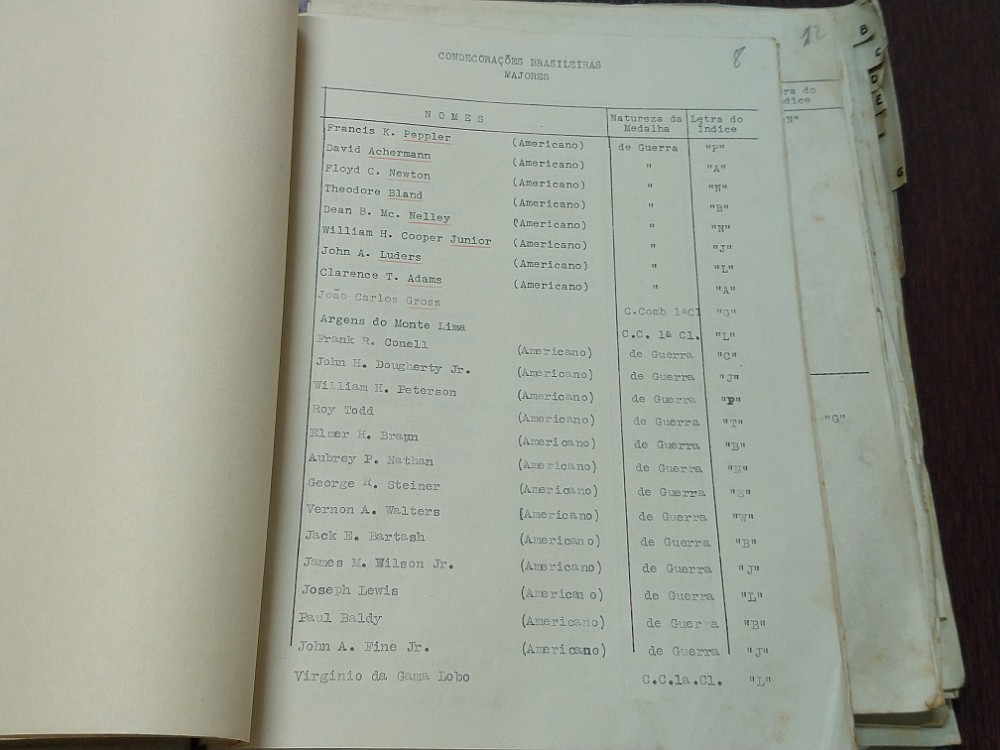 8
12
CONDECORAÇÕES BRASILEIRAS
MAJORES
N O M E S Natureza da Medalha Letra do Índice
Francis K. Peppler (Americano) de Guerra "P"
David Achermann (Americano) " "A"
Floyd C. Newton (Americano) " "N"
Theodore Bland (Americano) " "B"
Dean B. Mc. Nelley (Americano) " "N"
William H. Cooper Junior (Americano) " "J"
John A. Luders (Americano) " "L"
Clarence T. Adams (Americano) " "A"
João Carlos Gross C.Comb 1ªCl "G"
Argens do Monte Lima C.C. 1ª Cl. "L"
Frank R. Conell (Americano) de Guerra "C"
John H. Dougherty Jr. (Americano) de Guerra "J"
William H. Peterson (Americano) de Guerra "P"
Roy Todd (Americano) de Guerra "T"
Elmer H. Braun (Americano) de Guerra "B"
Aubrey P. Nathan (Americano) de Guerra "N"
George R. Steiner (Americano) de Guerra "S"
Vernon A. Walters (Americano) de Guerra "W"
Jack E. Bartash (Americano) de Guerra "B"
James M. Wilson Jr. (Americano) de Guerra "J"
Joseph Lewis (Americano) de Guerra "L"
Paul Baldy (Americano) de Guerra "B"
John A. Fine Jr. (Americano) de Guerra "J"
Virginio da Gama Lobo C.C.1a.Cl. "L"
ra do
dice
N"
"G"
B
C
D
E
G